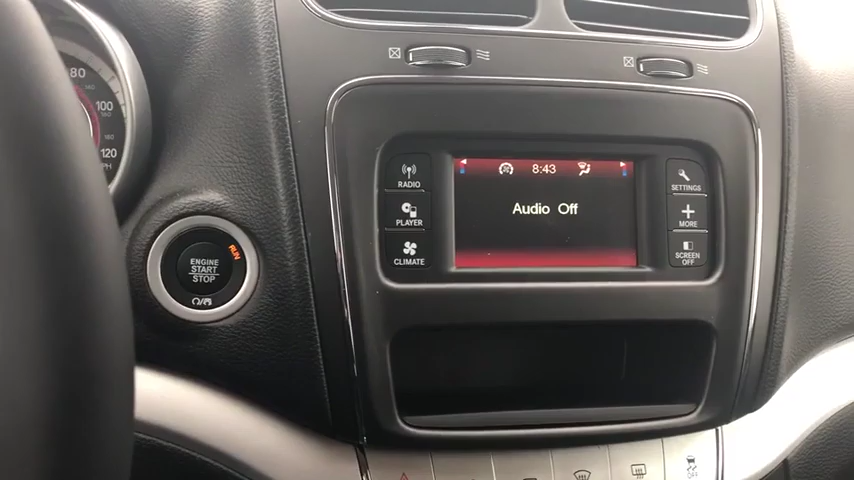 80
100
120
ENGINE
START
STOP
RUN
RADIO
PLAYER
CLIMATE
8:43
Audio Off
SETTINGS
MORE
SCREEN
OFF